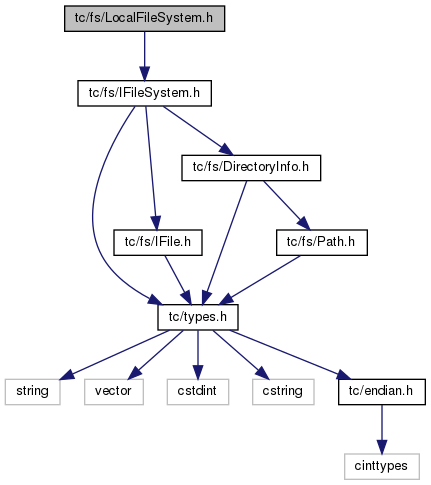 tc/fs/LocalFileSystem.h
tc/fs/IFileSystem.h
tc/fs/DirectoryInfo.h
tc/fs/IFile.h
tc/fs/Path.h
tc/types.h
string
vector
cstdint
cstring
tc/endian.h
cinttypes